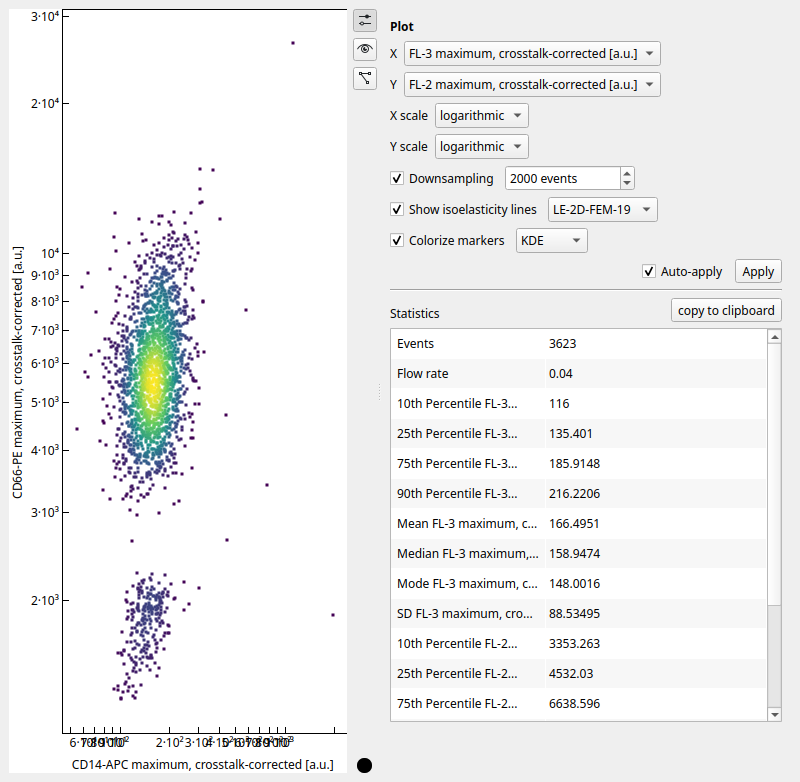 3·10⁴
2·10⁴
10⁴
9·10³
8·10³
7·10³
6·10³
5·10³
4·10³
3·10³
2·10³
CD66-PE maximum, crosstalk-corrected [a.u.]
2·10²
CD14-APC maximum, crosstalk-corrected [a.u.]
Plot
X FL-3 maximum, crosstalk-corrected [a.u.]
Y FL-2 maximum, crosstalk-corrected [a.u.]
X scale logarithmic
Y scale logarithmic
Downsampling 2000 events
Show isoelasticity lines LE-2D-FEM-19
Colorize markers KDE
Auto-apply Apply
Statistics copy to clipboard
Events 3623
Flow rate 0.04
10th Percentile FL-3... 116
25th Percentile FL-3... 135.401
75th Percentile FL-3... 185.9148
90th Percentile FL-3... 216.2206
Mean FL-3 maximum, c... 166.4951
Median FL-3 maximum,... 158.9474
Mode FL-3 maximum, c... 148.0016
SD FL-3 maximum, cro... 88.53495
10th Percentile FL-2... 3353.263
25th Percentile FL-2... 4532.03
75th Percentile FL-2... 6638.596